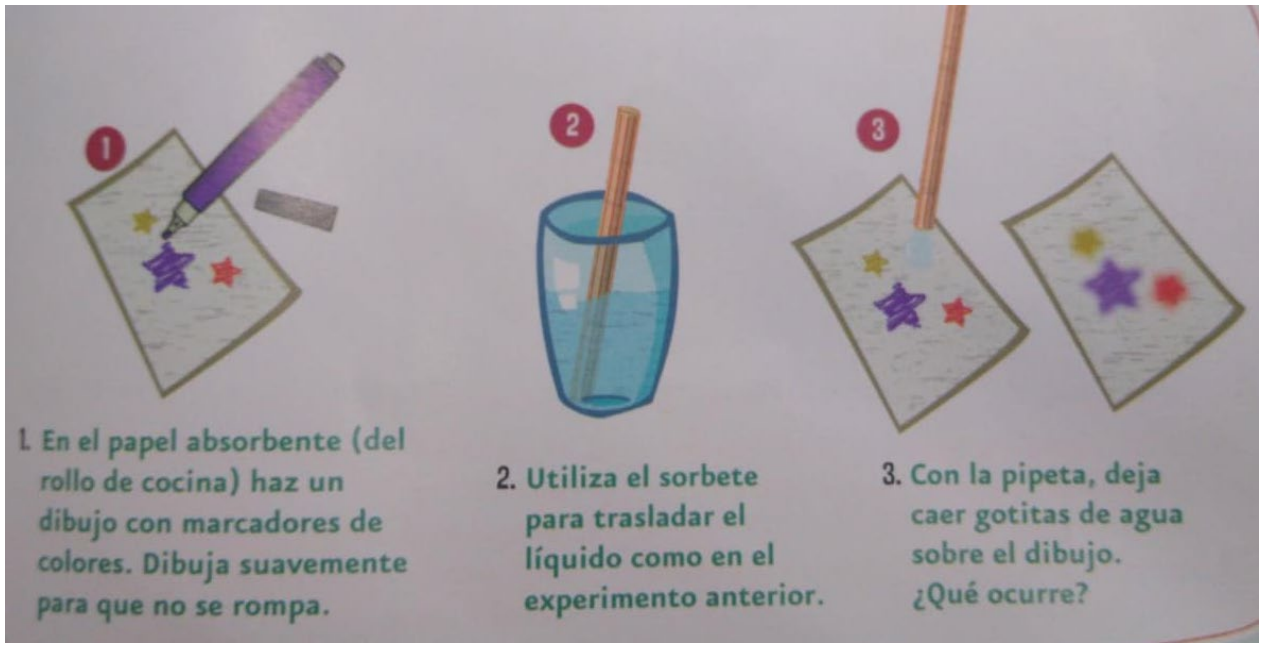 1
2
3
1. En el papel absorbente (del
rollo de cocina) haz un
dibujo con marcadores de
colores. Dibuja suavemente
para que no se rompa.
2. Utiliza el sorbete
para trasladar el
líquido como en el
experimento anterior.
3. Con la pipeta, deja
caer gotitas de agua
sobre el dibujo.
¿Qué ocurre?